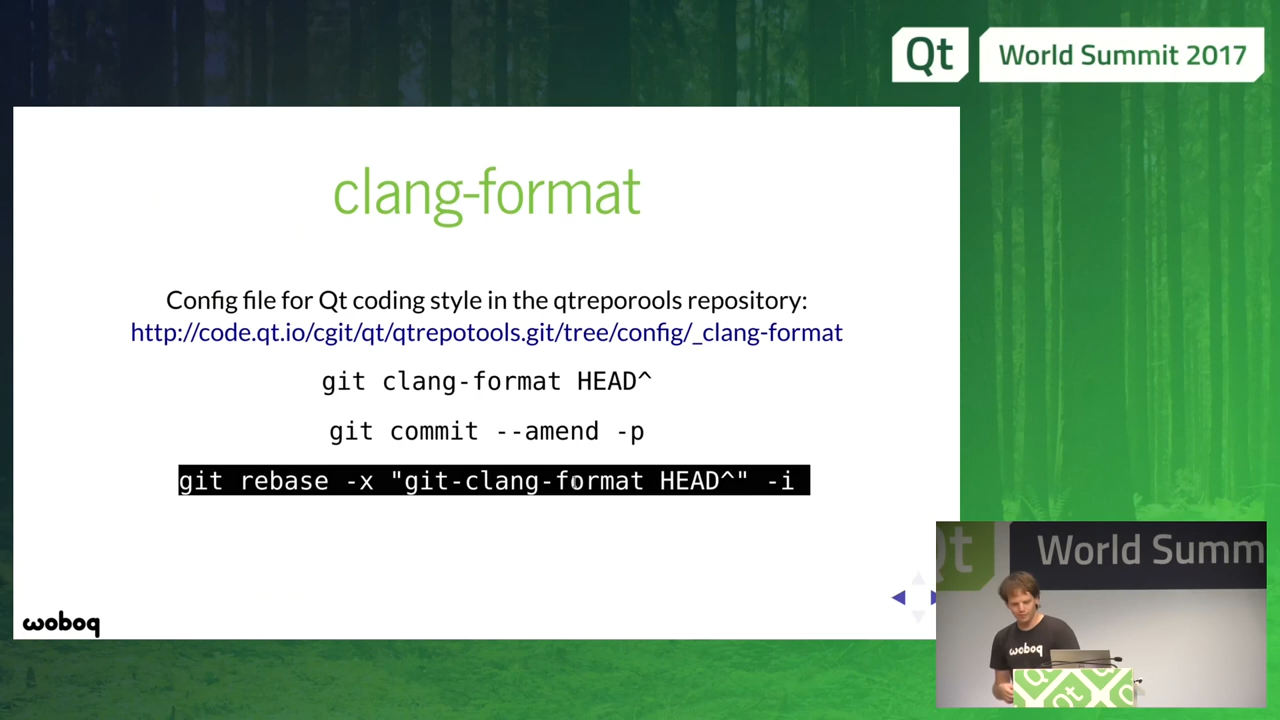 Qt World Summit 2017
clang-format
Config file for Qt coding style in the qtreporools repository:
http://code.qt.io/cgit/qt/qtrepotools.git/tree/config/_clang-format
git clang-format HEAD^
git commit --amend -p
git rebase -x "git-clang-format HEAD^" -i
woboq
Qt World Summ
woboq
Qt